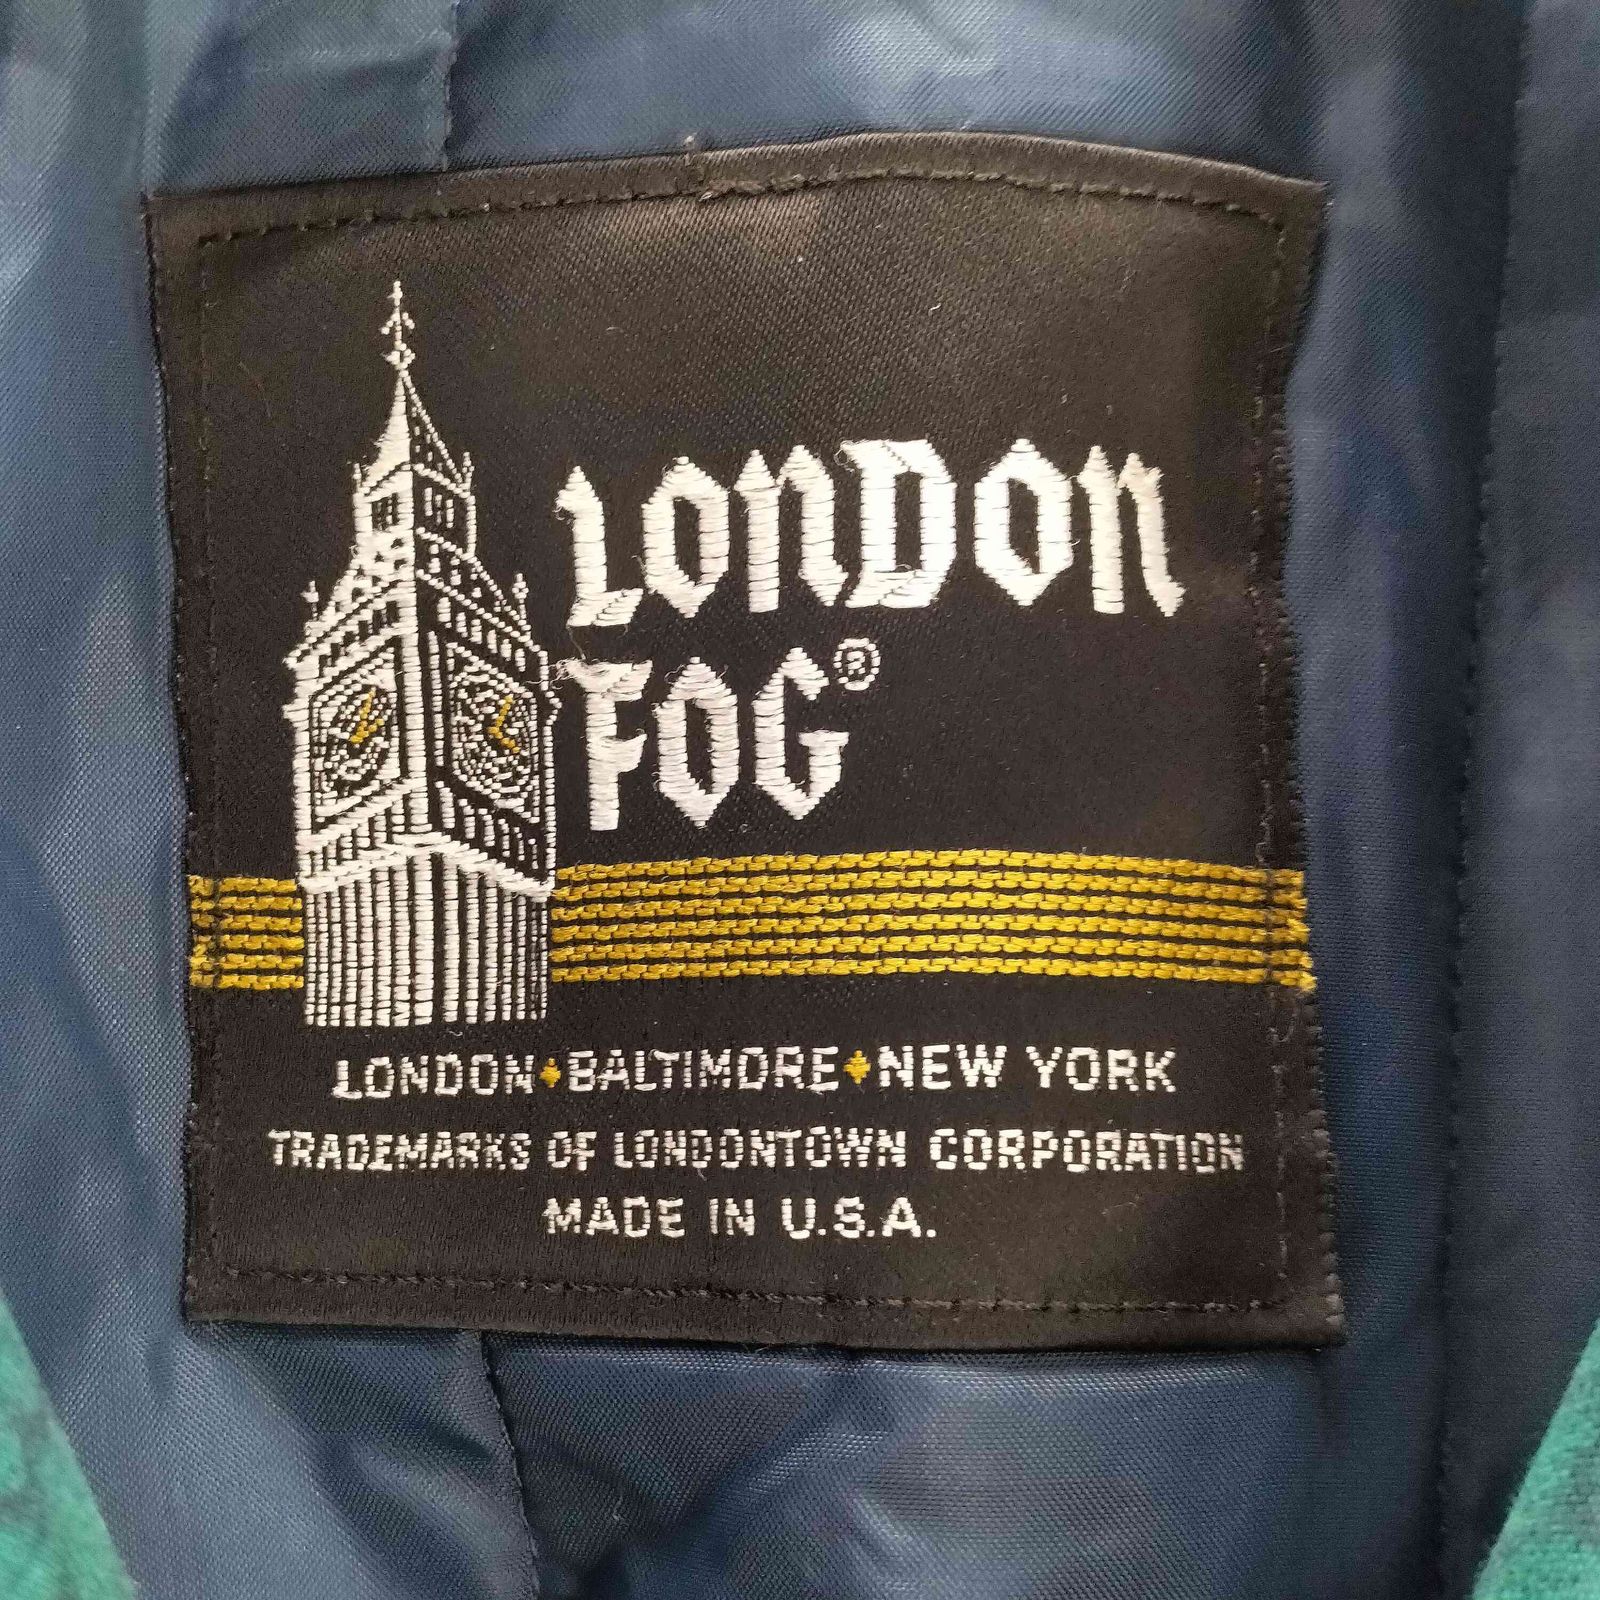 LONDON
FOG®
LONDON♦BALTIMORE♦NEW YORK
TRADEMARKS OF LONDONTOWN CORPORATION
MADE IN U.S.A.